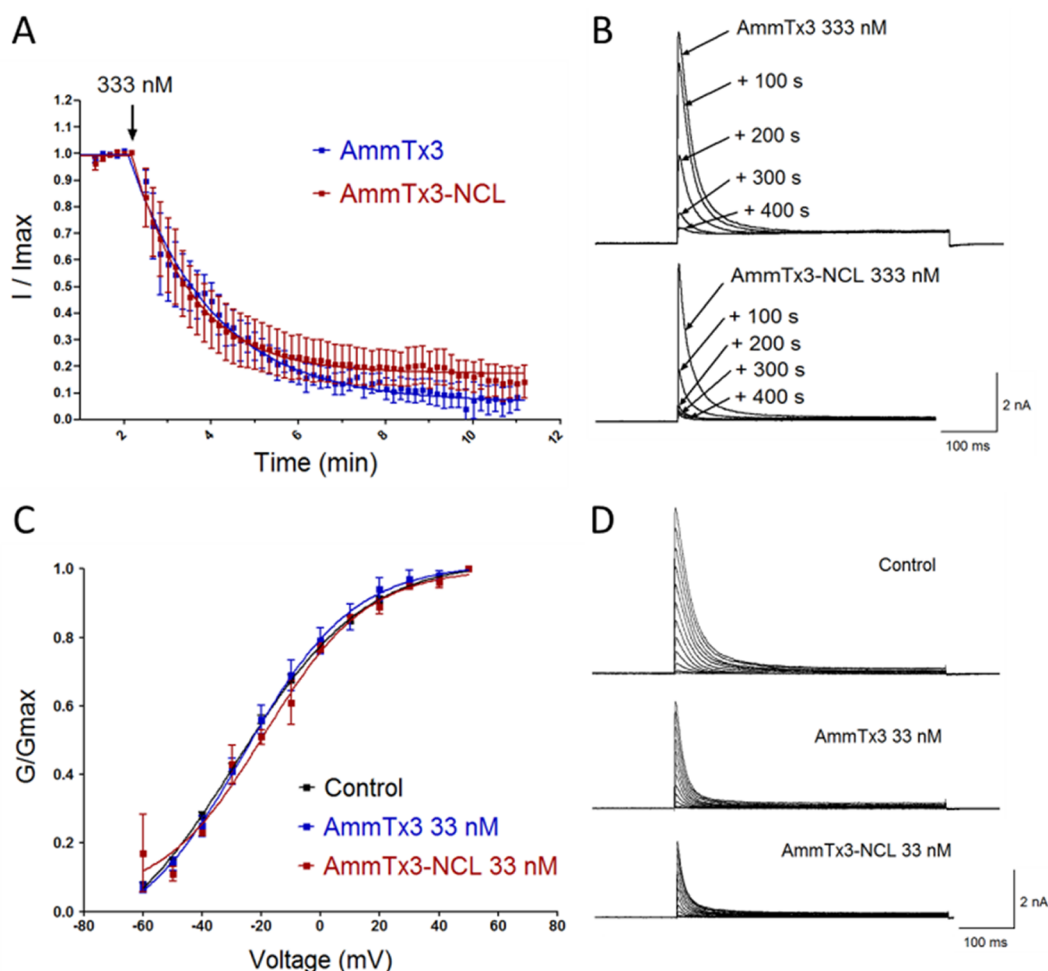 A
333 nM
1.2
1.1
1.0
0.9
0.8
0.7
0.6
0.5
0.4
0.3
0.2
0.1
0.0
I / Imax
AmmTx3
AmmTx3-NCL
2 4 6 8 10 12
Time (min)
B
AmmTx3 333 nM
+ 100 s
+ 200 s
+ 300 s
+ 400 s
AmmTx3-NCL 333 nM
+ 100 s
+ 200 s
+ 300 s
+ 400 s
2 nA
100 ms
C
1.0
0.8
0.6
0.4
0.2
0.0
G/Gmax
Control
AmmTx3 33 nM
AmmTx3-NCL 33 nM
-80 -60 -40 -20 0 20 40 60 80
Voltage (mV)
D
Control
AmmTx3 33 nM
AmmTx3-NCL 33 nM
2 nA
100 ms